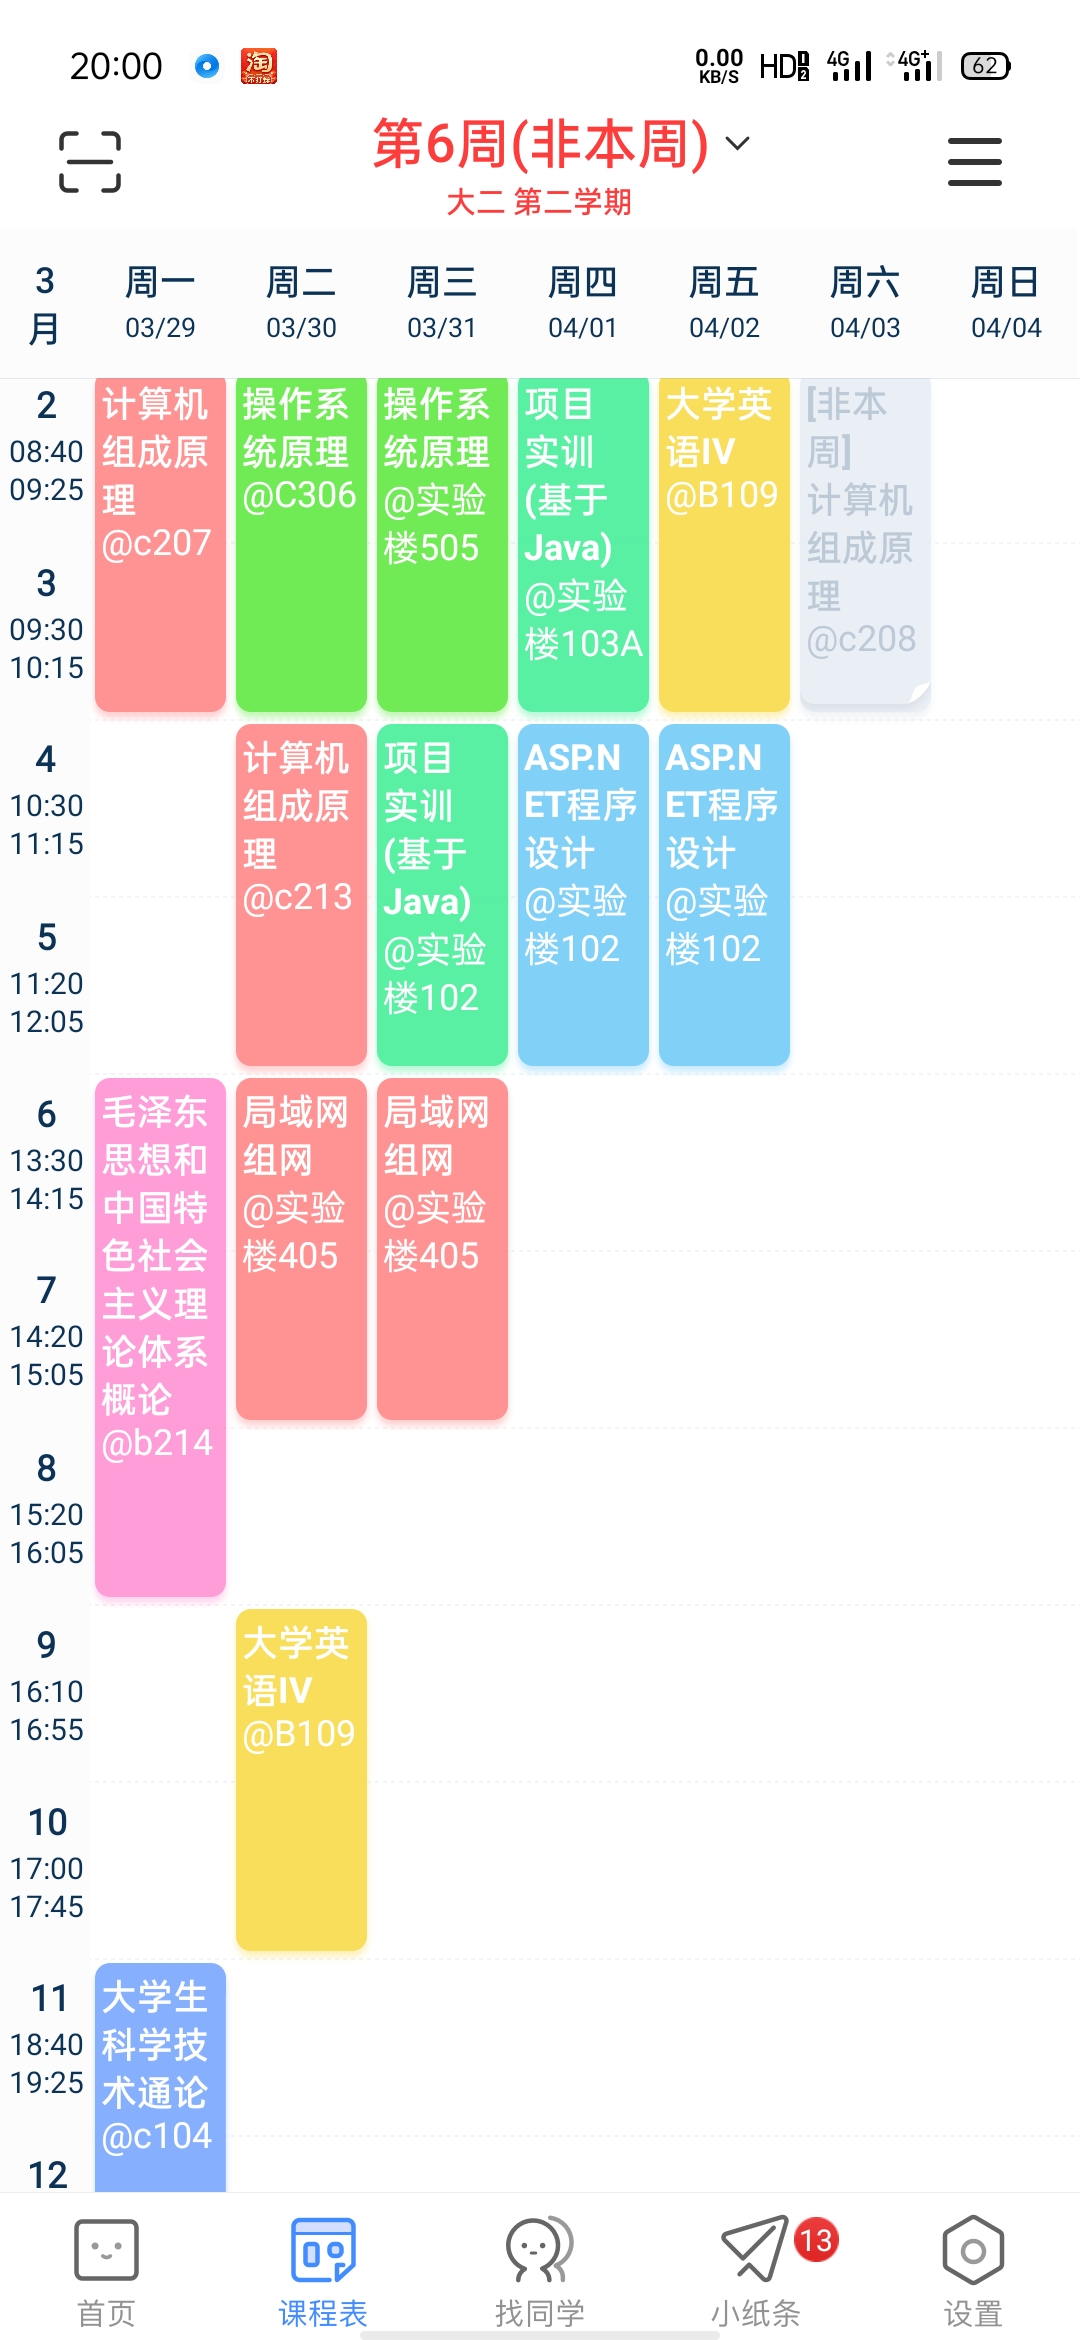 20:00
淘
0.00
KB/S
HD
1
2
4G
4G+
62
第6周(非本周)
大二 第二学期
3
月
周一
03/29
周二
03/30
周三
03/31
周四
04/01
周五
04/02
周六
04/03
周日
04/04
2
08:40
09:25
3
09:30
10:15
计算机
组成原
理
@c207
操作系
统原理
@C306
操作系
统原理
@实验
楼505
项目
实训
(基于
Java)
@实验
楼103A
大学英
语IV
@B109
[非本
周]
计算机
组成原
理
@c208
4
10:30
11:15
5
11:20
12:05
计算机
组成原
理
@c213
项目
实训
(基于
Java)
@实验
楼102
ASP.N
ET程序
设计
@实验
楼102
ASP.N
ET程序
设计
@实验
楼102
6
13:30
14:15
7
14:20
15:05
8
15:20
16:05
毛泽东
思想和
中国特
色社会
主义理
论体系
概论
@b214
局域网
组网
@实验
楼405
局域网
组网
@实验
楼405
9
16:10
16:55
10
17:00
17:45
大学英
语IV
@B109
11
18:40
19:25
12
大学生
科学技
术通论
@c104
首页
课程表
找同学
小纸条
13
设置